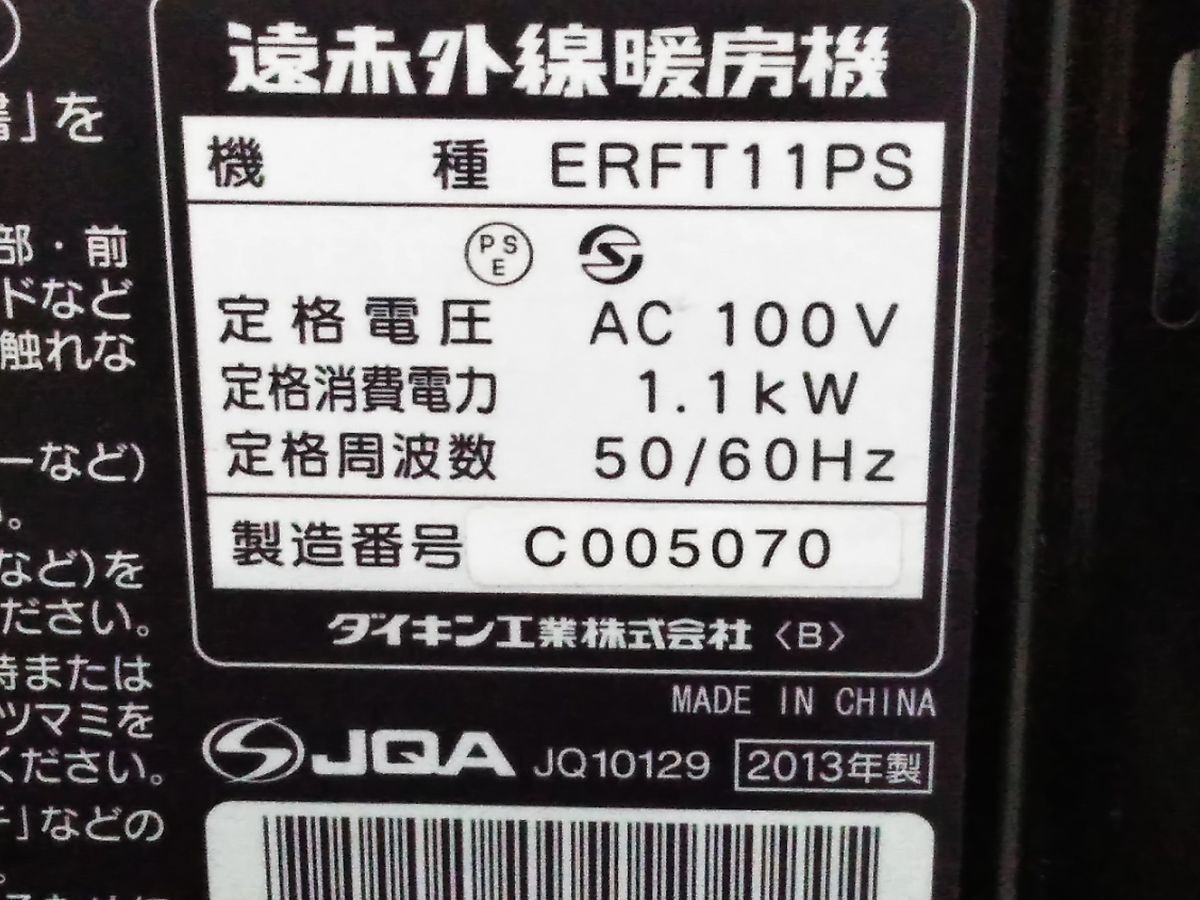 遠赤外線暖房機
機種 ERFT11PS
PSE
定格電圧 AC 100V
定格消費電力 1.1kW
定格周波数 50/60Hz
製造番号 C005070
ダイキン工業株式会社〈B〉
MADE IN CHINA
JQA JQ10129 2013年製
」を
部・前
ドなど
触れな
ーなど)
。
など)を
ださい。
時または
ツマミを
ください。
チ」などの